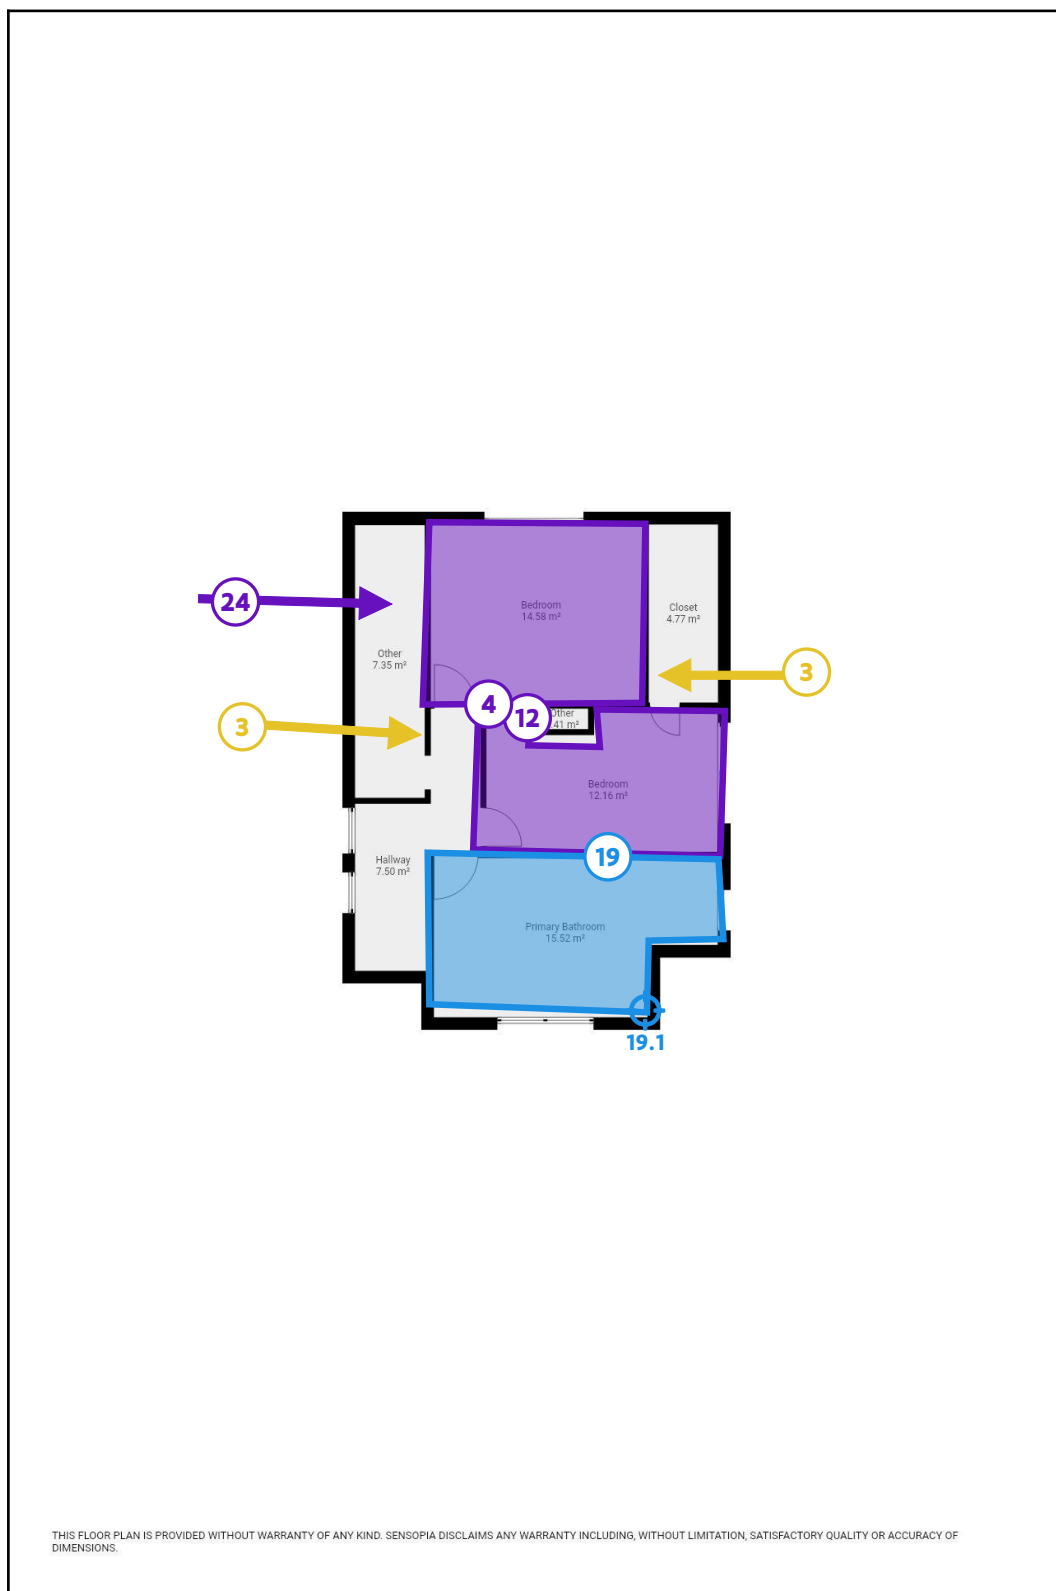 Bedroom
14.58 m²
24
Closet
4.77 m²
Other
7.35 m²
3
4
12
Other
.41 m²
3
Bedroom
12.16 m²
19
Hallway
7.50 m²
Primary Bathroom
15.52 m²
19.1
THIS FLOOR PLAN IS PROVIDED WITHOUT WARRANTY OF ANY KIND. SENSOPIA DISCLAIMS ANY WARRANTY INCLUDING, WITHOUT LIMITATION, SATISFACTORY QUALITY OR ACCURACY OF
DIMENSIONS.